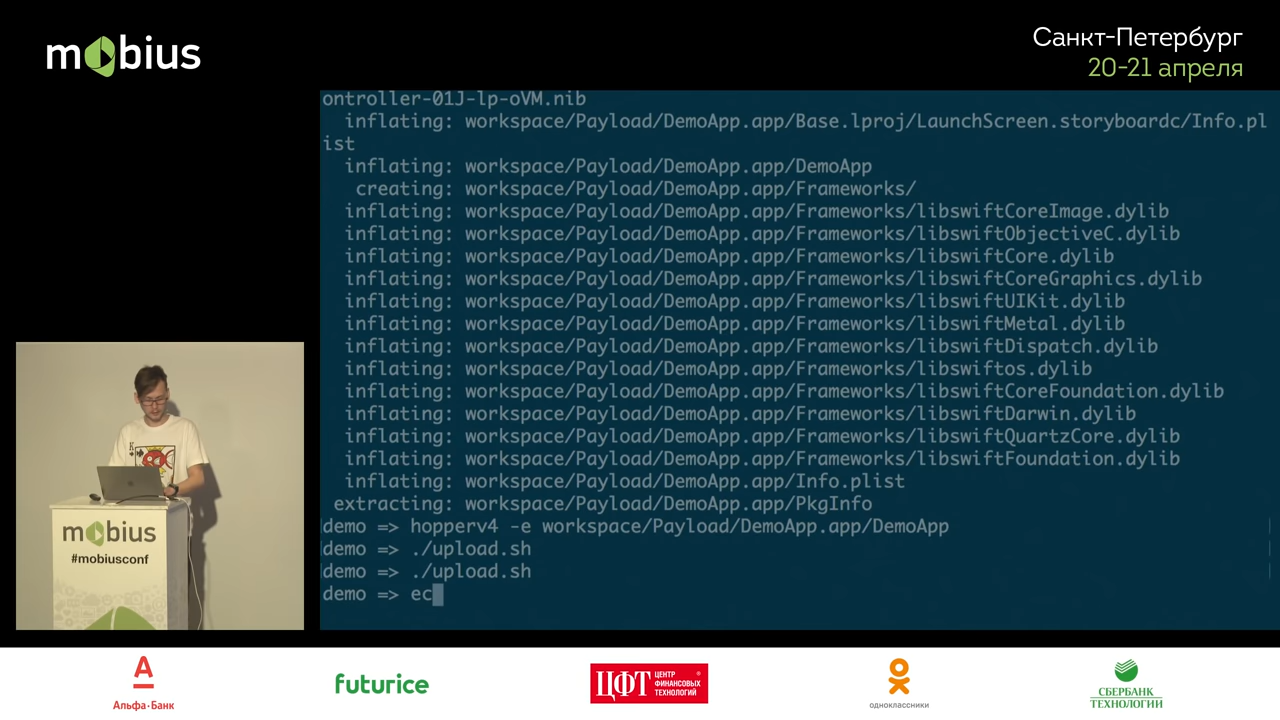 mobius
Санкт-Петербург
20-21 апреля
ontroller-01J-lp-oVM.nib
inflating: workspace/Payload/DemoApp.app/Base.lproj/LaunchScreen.storyboardc/Info.pl
ist
inflating: workspace/Payload/DemoApp.app/DemoApp
creating: workspace/Payload/DemoApp.app/Frameworks/
inflating: workspace/Payload/DemoApp.app/Frameworks/libswiftCoreImage.dylib
inflating: workspace/Payload/DemoApp.app/Frameworks/libswiftObjectiveC.dylib
inflating: workspace/Payload/DemoApp.app/Frameworks/libswiftCore.dylib
inflating: workspace/Payload/DemoApp.app/Frameworks/libswiftCoreGraphics.dylib
inflating: workspace/Payload/DemoApp.app/Frameworks/libswiftUIKit.dylib
inflating: workspace/Payload/DemoApp.app/Frameworks/libswiftMetal.dylib
inflating: workspace/Payload/DemoApp.app/Frameworks/libswiftDispatch.dylib
inflating: workspace/Payload/DemoApp.app/Frameworks/libswiftos.dylib
inflating: workspace/Payload/DemoApp.app/Frameworks/libswiftCoreFoundation.dylib
inflating: workspace/Payload/DemoApp.app/Frameworks/libswiftDarwin.dylib
inflating: workspace/Payload/DemoApp.app/Frameworks/libswiftQuartzCore.dylib
inflating: workspace/Payload/DemoApp.app/Frameworks/libswiftFoundation.dylib
inflating: workspace/Payload/DemoApp.app/Info.plist
extracting: workspace/Payload/DemoApp.app/PkgInfo
demo => hopperv4 -e workspace/Payload/DemoApp.app/DemoApp
demo => ./upload.sh
demo => ./upload.sh
demo => ec
K
mobius
#mobiusconf
А
Альфа·Банк
futurice
ЦФТ ЦЕНТР ®
ФИНАНСОВЫХ
ТЕХНОЛОГИЙ
одноклассники
СБЕРБАНК
ТЕХНОЛОГИИ